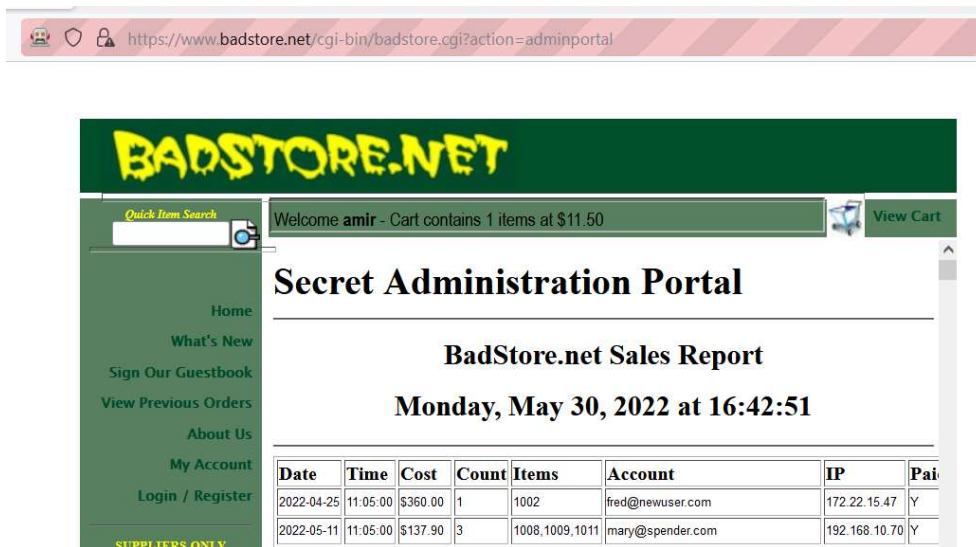 https://www.badstore.net/cgi-bin/badstore.cgi?action=adminportal
BADSTORE.NET
Quick Item Search
Welcome amir - Cart contains 1 items at $11.50
View Cart
Secret Administration Portal
Home
What's New
Sign Our Guestbook
View Previous Orders
About Us
My Account
Login / Register
SUPPLIERS ONLY
BadStore.net Sales Report
Monday, May 30, 2022 at 16:42:51
Date Time Cost Count Items Account IP
2022-04-25 11:05:00 $360.00 1 1002 fred@newuser.com 172.22.15.47 Y
2022-05-11 11:05:00 $137.90 3 1008,1009,1011 mary@spender.com 192.168.10.70 Y